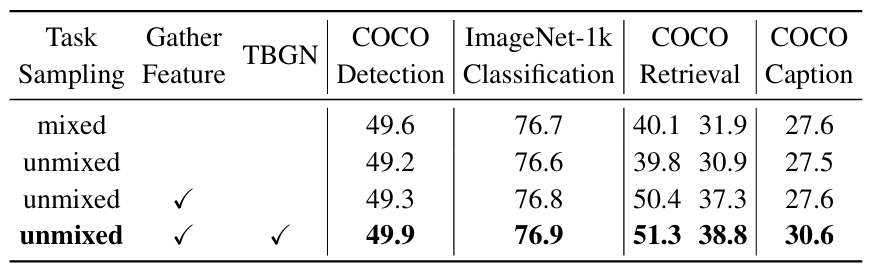 Task Gather TBGN COCO ImageNet-1k COCO COCO
Sampling Feature Detection Classification Retrieval Caption
mixed 49.6 76.7 40.1 31.9 27.6
unmixed 49.2 76.6 39.8 30.9 27.5
unmixed ✓ 49.3 76.8 50.4 37.3 27.6
unmixed ✓ ✓ 49.9 76.9 51.3 38.8 30.6